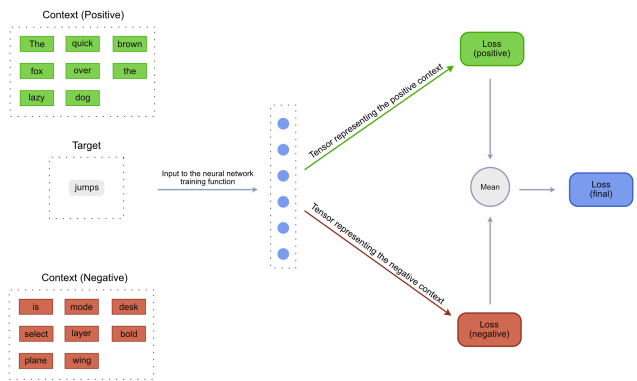 Context (Positive)
The quick brown
fox over the
lazy dog
Target
jumps
Context (Negative)
is mode desk
select layer bold
plane wing
Input to the neural network
training function
Tensor representing the positive context
Tensor representing the negative context
Loss
(positive)
Mean
Loss
(final)
Loss
(negative)